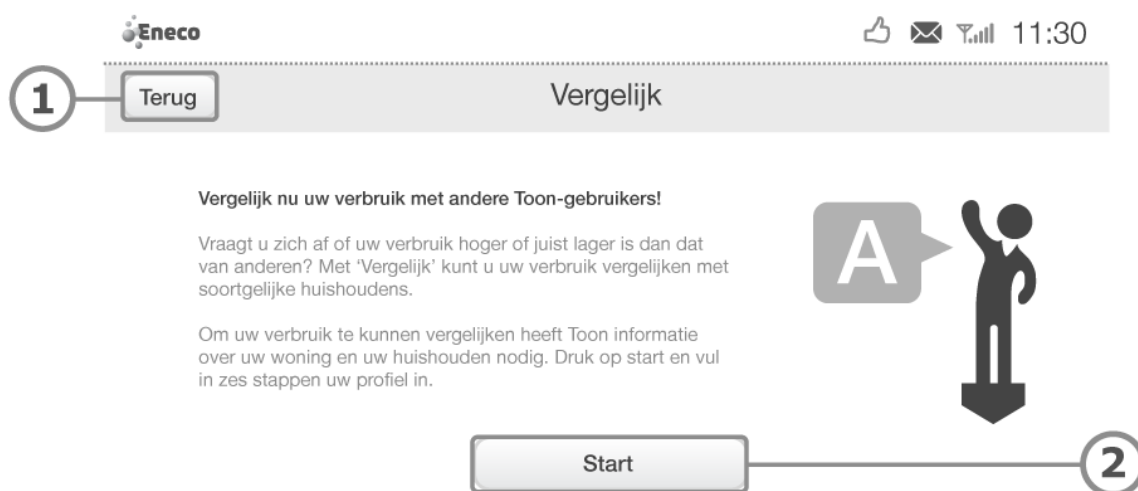 Eneco
11:30
1
Terug
Vergelijk
Vergelijk nu uw verbruik met andere Toon-gebruikers!
Vraagt u zich af of uw verbruik hoger of juist lager is dan dat
van anderen? Met ‘Vergelijk’ kunt u uw verbruik vergelijken met
soortgelijke huishoudens.
A
Om uw verbruik te kunnen vergelijken heeft Toon informatie
over uw woning en uw huishouden nodig. Druk op start en vul
in zes stappen uw profiel in.
Start
2